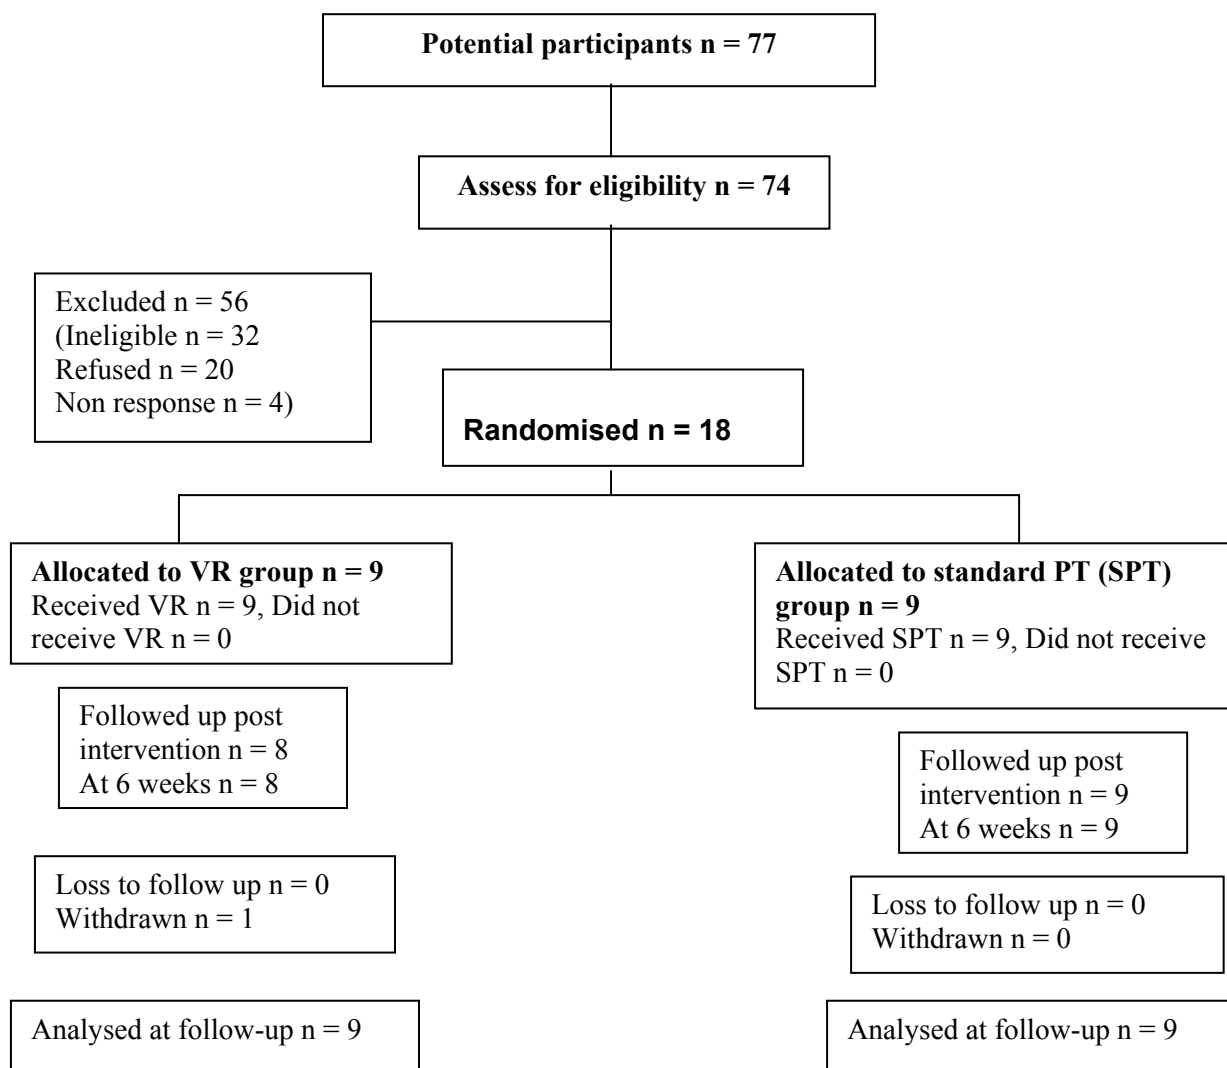 Potential participants n = 77
Assess for eligibility n = 74
Excluded n = 56
(Ineligible n = 32
Refused n = 20
Non response n = 4)
Randomised n = 18
Allocated to VR group n = 9
Received VR n = 9, Did not
receive VR n = 0
Allocated to standard PT (SPT)
group n = 9
Received SPT n = 9, Did not receive
SPT n = 0
Followed up post
intervention n = 8
At 6 weeks n = 8
Followed up post
intervention n = 9
At 6 weeks n = 9
Loss to follow up n = 0
Withdrawn n = 1
Loss to follow up n = 0
Withdrawn n = 0
Analysed at follow-up n = 9
Analysed at follow-up n = 9